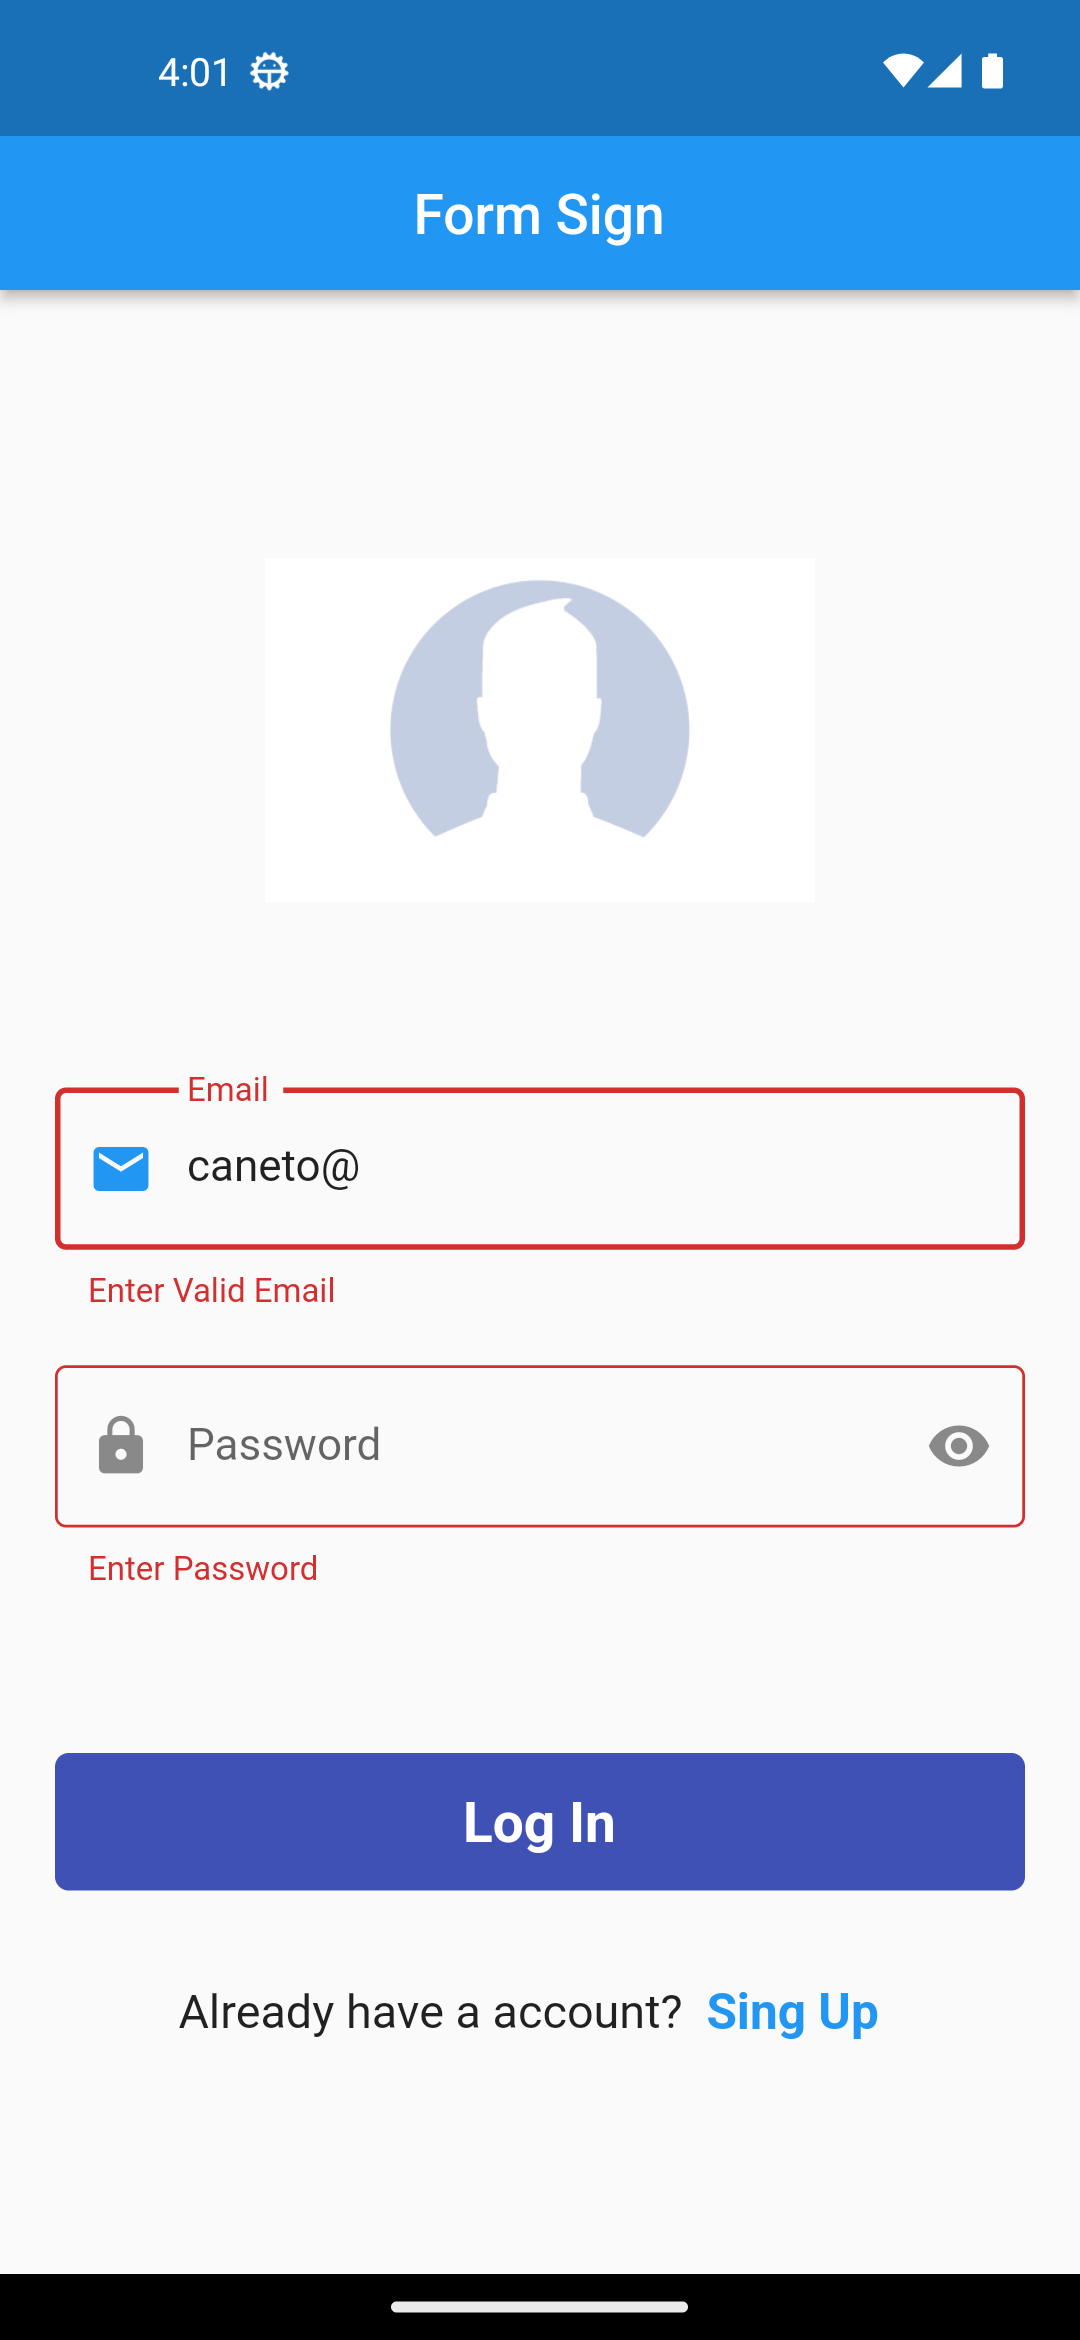 4:01
Form Sign
Email
caneto@
Enter Valid Email
Password
Enter Password
Log In
Already have a account? Sing Up